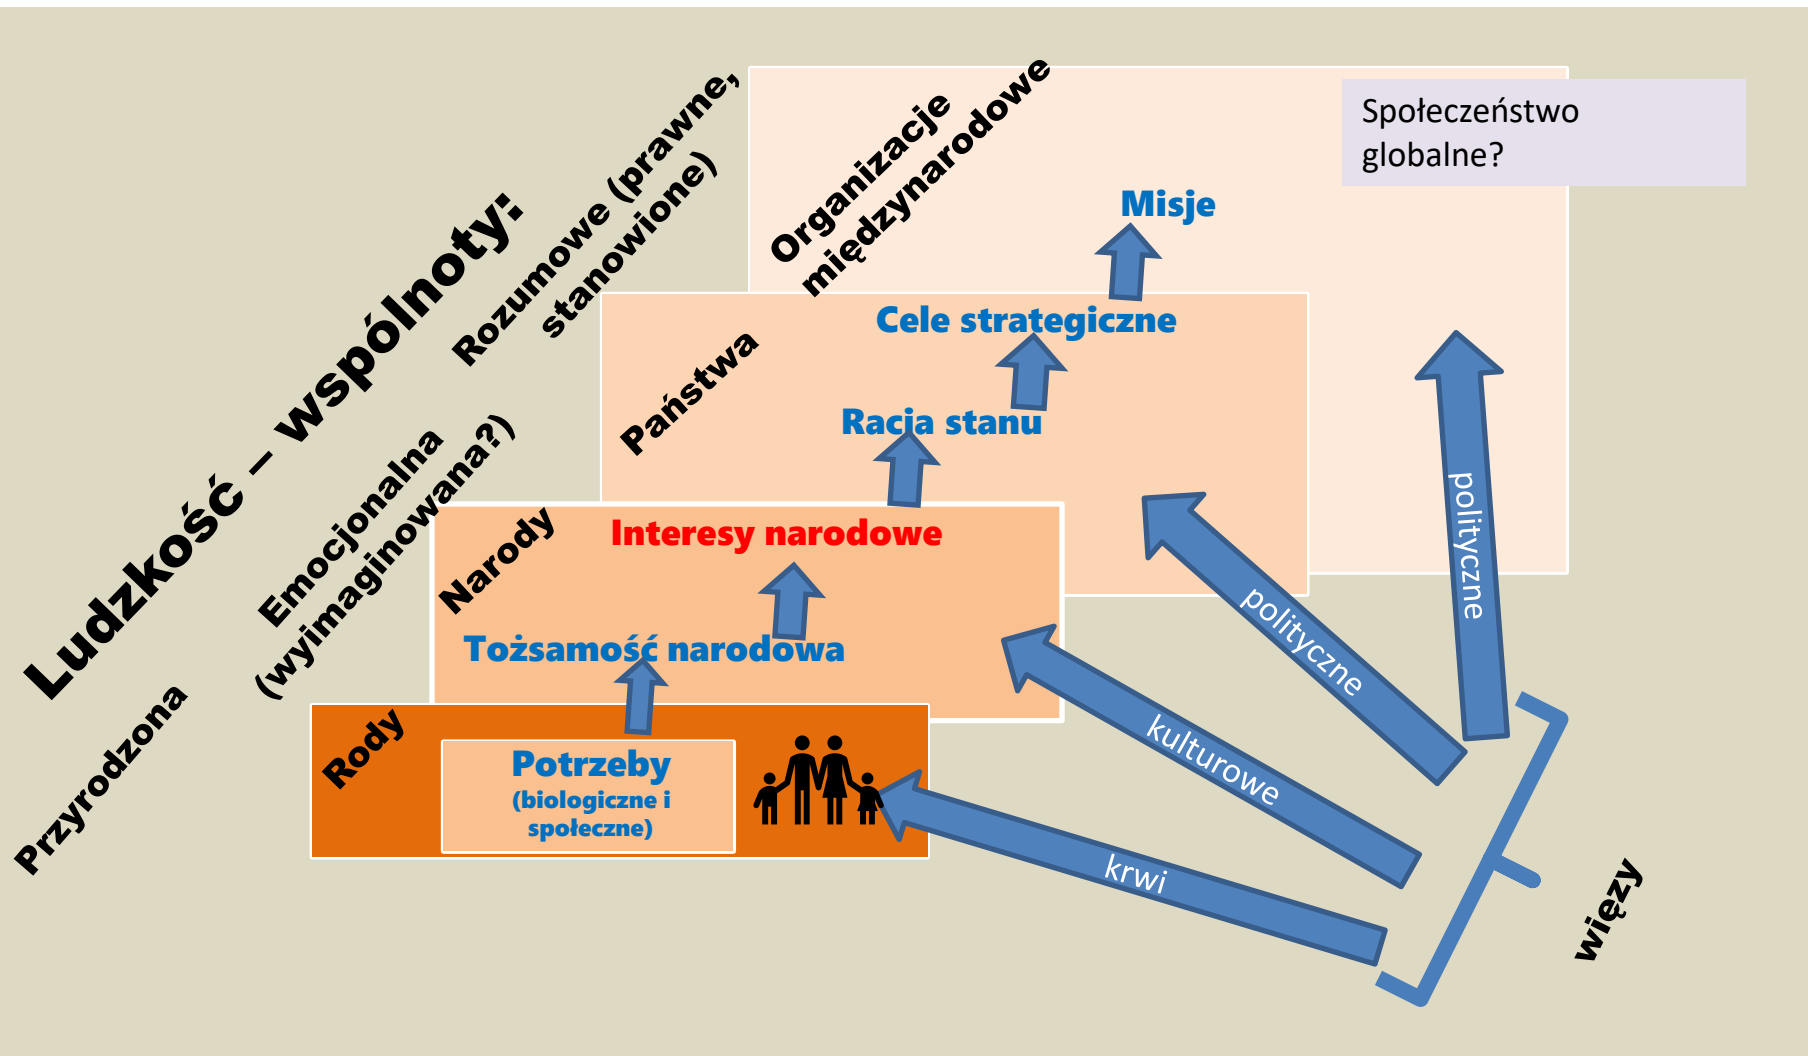 Ludzkość – wspólnoty:
Rozumowe (prawne,
stanowione)
Emocjonalna
(wyimaginowana?)
Przyrodzona
Organizacje
międzynarodowe
Społeczeństwo
globalne?
Misje
Państwa
Cele strategiczne
Racja stanu
Narody
Interesy narodowe
Tożsamość narodowa
Rody
Potrzeby
(biologiczne i
społeczne)
polityczne
polityczne
kulturowe
krwi
więzy